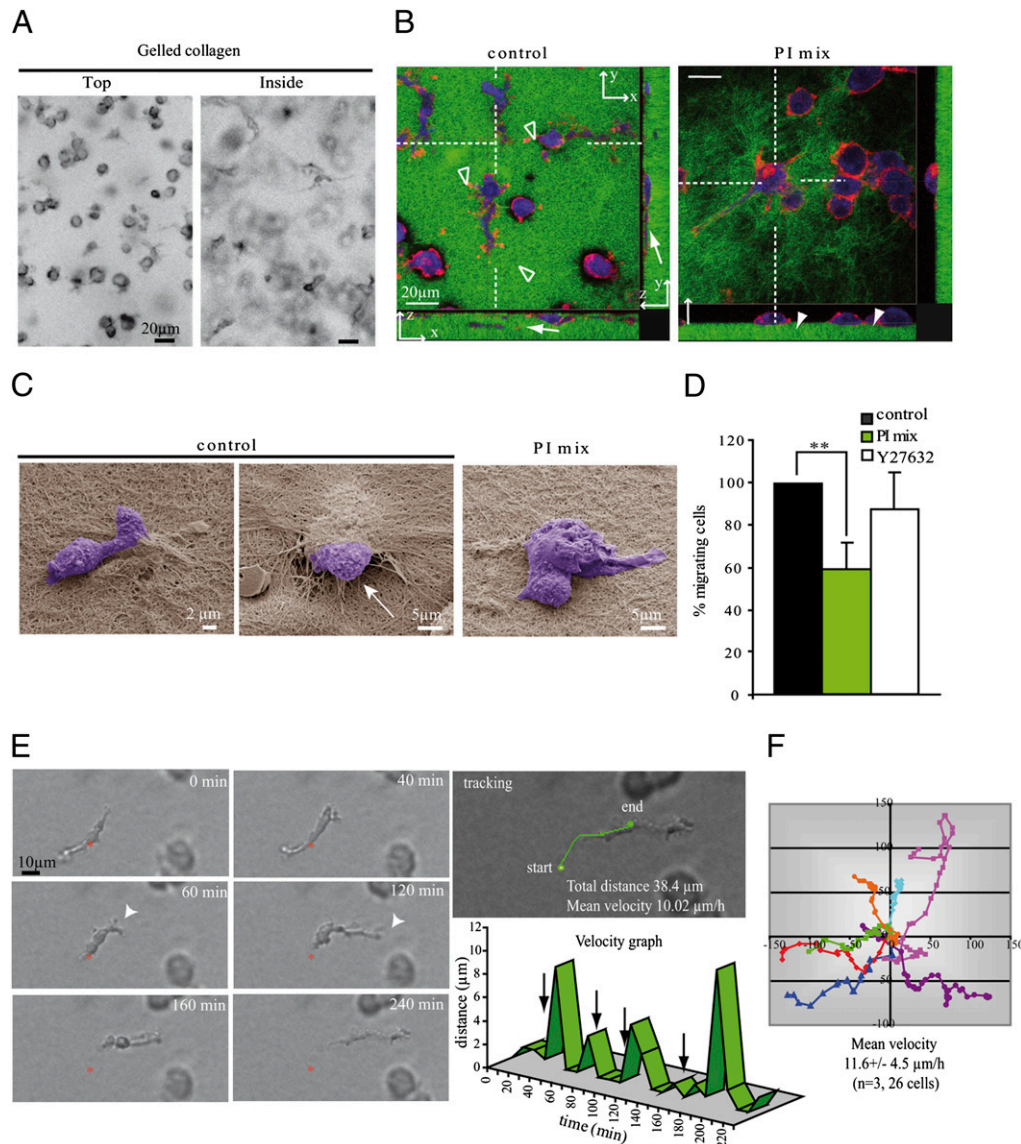 A
Gelled collagen
Top
Inside
20µm
B
control
PI mix
y
x
20µm
y
z
z
x
C
control
PI mix
2 µm
5µm
5µm
D
control
PI mix
Y27632
**
% migrating cells
120
100
80
60
40
20
0
E
0 min
40 min
10µm
60 min
120 min
160 min
240 min
tracking
end
start
Total distance 38.4 µm
Mean velocity 10.02 µm/h
Velocity graph
distance (µm)
12
10
8
6
4
2
0
0
20
40
60
80
100
120
140
160
180
200
220
time (min)
F
150
100
50
0
-150
-100
-50
0
50
100
150
-50
-100
Mean velocity
11.6+/- 4.5 µm/h
(n=3, 26 cells)